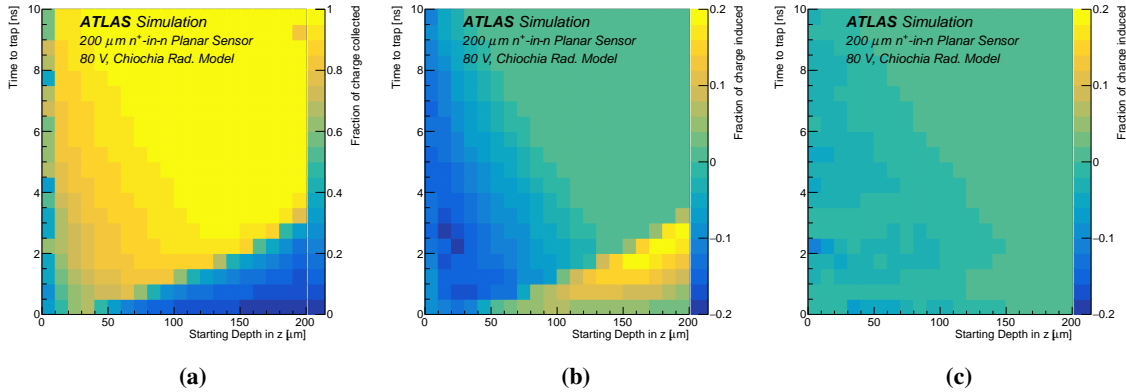 Time to trap [ns]
ATLAS Simulation
200 μm n+-in-n Planar Sensor
80 V, Chiochia Rad. Model
10
8
6
4
2
0
0
50
100
150
200
Starting Depth in z [μm]
1
0.8
0.6
0.4
0.2
0
Fraction of charge collected
(a)
Time to trap [ns]
ATLAS Simulation
200 μm n+-in-n Planar Sensor
80 V, Chiochia Rad. Model
10
8
6
4
2
0
0
50
100
150
200
Starting Depth in z [μm]
0.2
0.1
0
−0.1
−0.2
Fraction of charge induced
(b)
Time to trap [ns]
ATLAS Simulation
200 μm n+-in-n Planar Sensor
80 V, Chiochia Rad. Model
10
8
6
4
2
0
0
50
100
150
200
Starting Depth in z [μm]
0.2
0.1
0
−0.1
−0.2
Fraction of charge induced
(c)